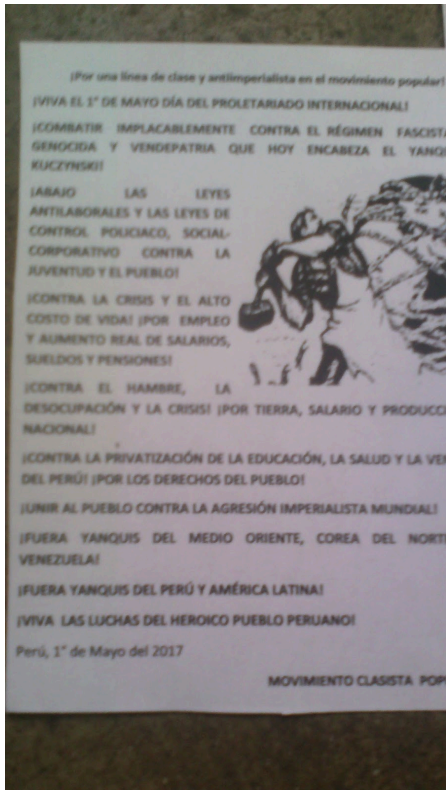 ¡Por una línea de clase y antiimperialista en el movimiento popular!
¡VIVA EL 1° DE MAYO DÍA DEL PROLETARIADO INTERNACIONAL!
¡COMBATIR IMPLACABLEMENTE CONTRA EL RÉGIMEN FASCISTA
GENOCIDA Y VENDEPATRIA QUE HOY ENCABEZA EL
KUCZYNSKI!
¡ABAJO LAS LEYES
ANTILABORALES Y LAS LEYES DE
CONTROL POLICIACO, SOCIAL-
CORPORATIVO CONTRA LA
JUVENTUD Y EL PUEBLO!
¡CONTRA LA CRISIS Y EL ALTO
COSTO DE VIDA! ¡POR EMPLEO
Y AUMENTO REAL DE SALARIOS,
SUELDOS Y PENSIONES!
¡CONTRA EL HAMBRE, LA
DESOCUPACIÓN Y LA CRISIS! ¡POR TIERRA, SALARIO Y
NACIONAL!
¡CONTRA LA PRIVATIZACIÓN DE LA EDUCACIÓN, LA SALUD Y LA
DEL PERÚ! ¡POR LOS DERECHOS DEL PUEBLO!
¡UNIR AL PUEBLO CONTRA LA AGRESIÓN IMPERIALISTA MUNDIAL!
¡FUERA YANQUIS DEL MEDIO ORIENTE, COREA DEL
VENEZUELA!
¡FUERA YANQUIS DEL PERÚ Y AMÉRICA LATINA!
¡VIVA LAS LUCHAS DEL HEROICO PUEBLO PERUANO!
Perú, 1° de Mayo del 2017
MOVIMIENTO CLASISTA